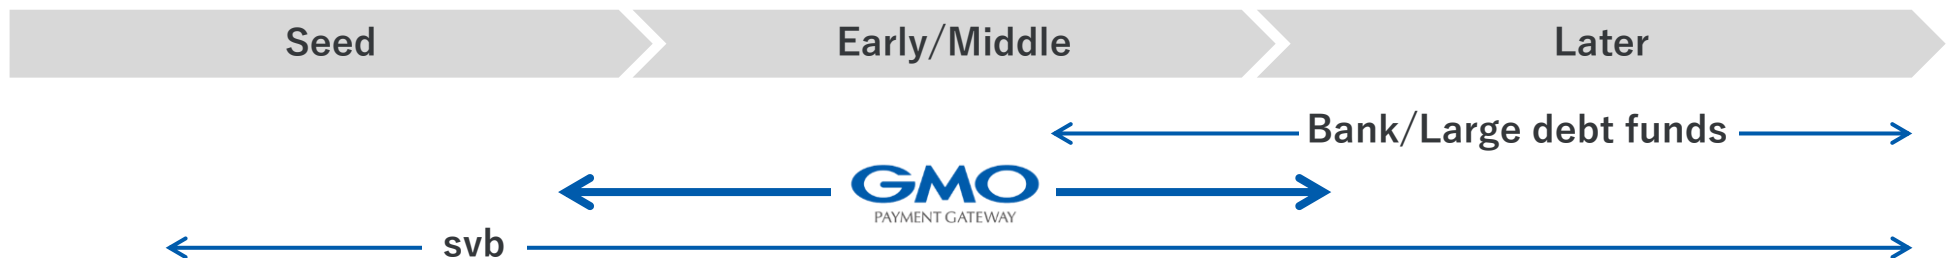 Seed Early/Middle Later
Bank/Large debt funds
GMO
PAYMENT GATEWAY
svb